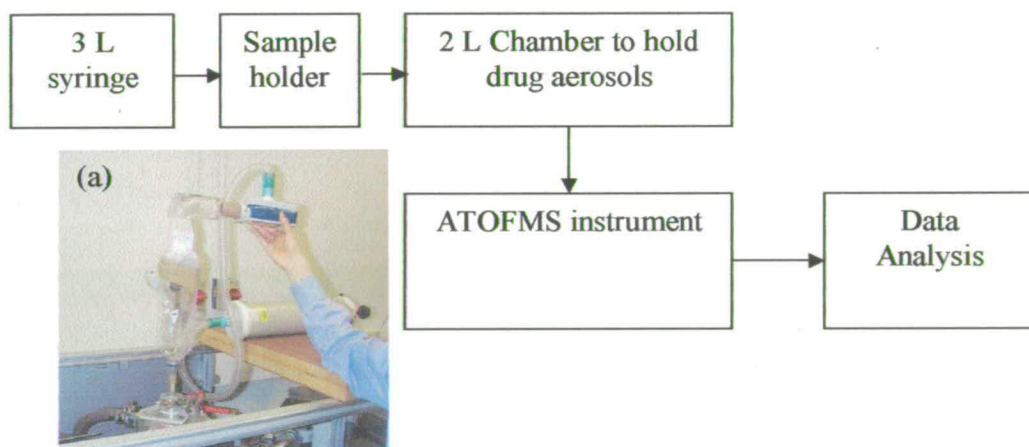 3 L
syringe
Sample
holder
2 L Chamber to hold
drug aerosols
(a)
ATOFMS instrument
Data
Analysis